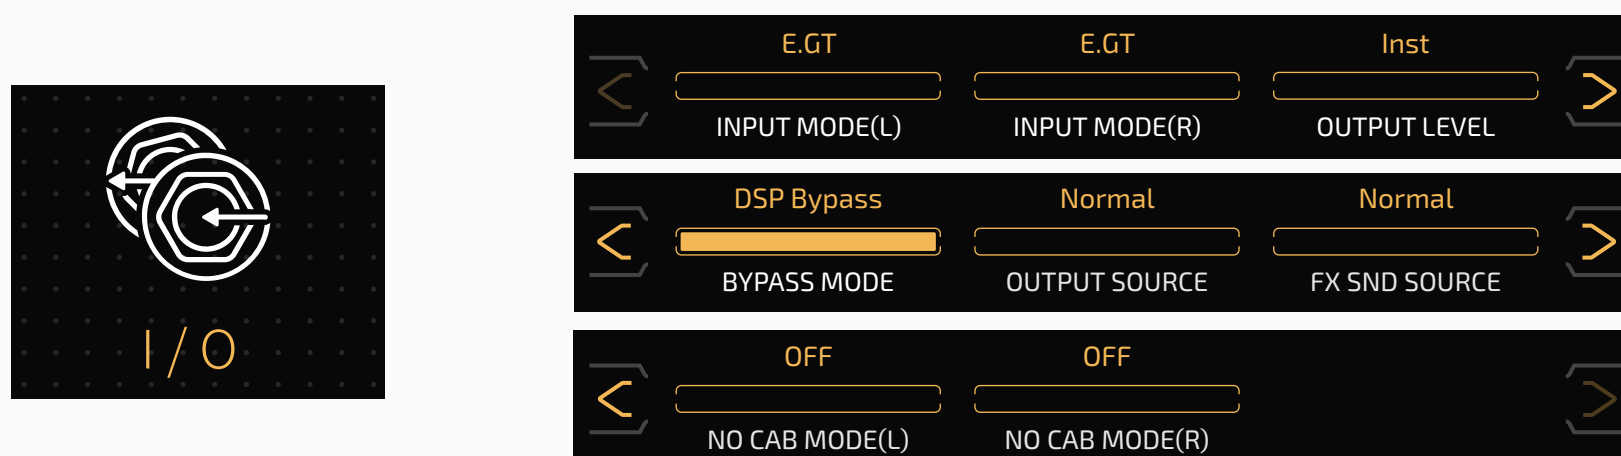 I/O
E.GT E.GT Inst
INPUT MODE(L) INPUT MODE(R) OUTPUT LEVEL
DSP Bypass Normal Normal
BYPASS MODE OUTPUT SOURCE FX SND SOURCE
OFF OFF
NO CAB MODE(L) NO CAB MODE(R)